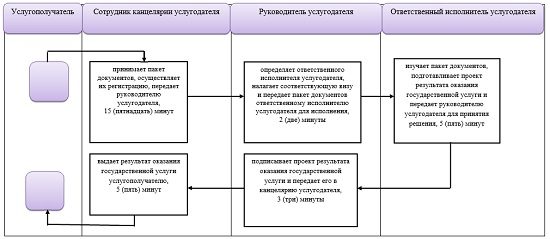 Услугополучатель
Сотрудник канцелярии услугодателя
Руководитель услугодателя
Ответственный исполнитель услугодателя
принимает пакет
документов, осуществляет
их регистрацию, передает
руководителю
услугодателя,
15 (пятнадцать) минут
определяет ответственного
исполнителя услугодателя,
налагает соответствующую визу
и передает пакет документов
ответственному исполнителю
услугодателя для исполнения,
2 (две) минуты
изучает пакет документов,
подготавливает проект
результата оказания
государственной услуги и
передает руководителю
услугодателя для принятия
решения, 5 (пять) минут
выдает результат оказания
государственной услуги
услугополучателю,
5 (пять) минут
подписывает проект результата
оказания государственной
услуги и передает его в
канцелярию услугодателя,
3 (три) минуты